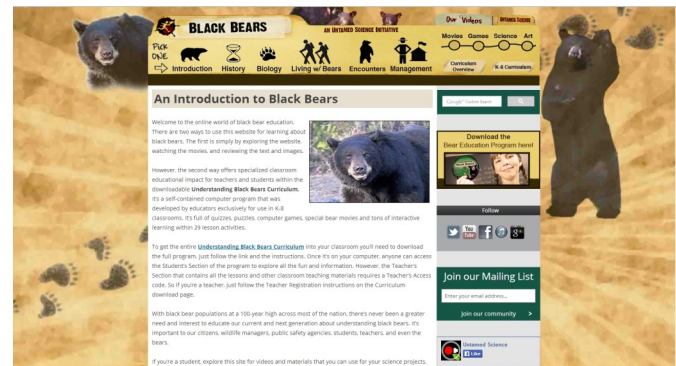 BLACK BEARS
AN UNTAMED SCIENCE INITIATIVE
Our Videos
UNTAMED SCIENCE
PICK
ONE
Introduction History Biology Living w/ Bears Encounters Management
Movies Games Science Art
Curriculum
Overview
K-8 Curriculum
An Introduction to Black Bears
Welcome to the online world of black bear education.
There are two ways to use this website for learning about
black bears. The first is simply by exploring the website,
watching the movies, and reviewing the text and images.
However, the second way offers specialized classroom
educational impact for teachers and students within the
downloadable Understanding Black Bears Curriculum.
It's a self-contained computer program that was
developed by educators exclusively for use in K-8
classrooms. It's full of quizzes, puzzles, computer games, special bear movies and tons of interactive
learning within 29 lesson activities.
To get the entire Understanding Black Bears Curriculum into your classroom you'll need to download
the full program. Just follow the link and the instructions. Once it's on your computer, anyone can access
the Student's Section of the program to explore all the fun and information. However, the Teacher's
Section that contains all the lessons and other classroom teaching materials requires a Teacher's Access
code. So if you're a teacher, just follow the Teacher Registration instructions on the Curriculum
download page.
With black bear populations at a 100-year high across most of the nation, there's never been a greater
need and interest to educate our current and next generation about understanding black bears. It's
important to our citizens, wildlife managers, public safety agencies, students, teachers, and even the
bears.
If you're a student, explore this site for videos and materials that you can use for your science projects.
Google Custom Search
Download the
Bear Education Program here!
Follow
You
Tube
Join our Mailing List
Enter your email address...
Join our community >
Untamed Science
Like